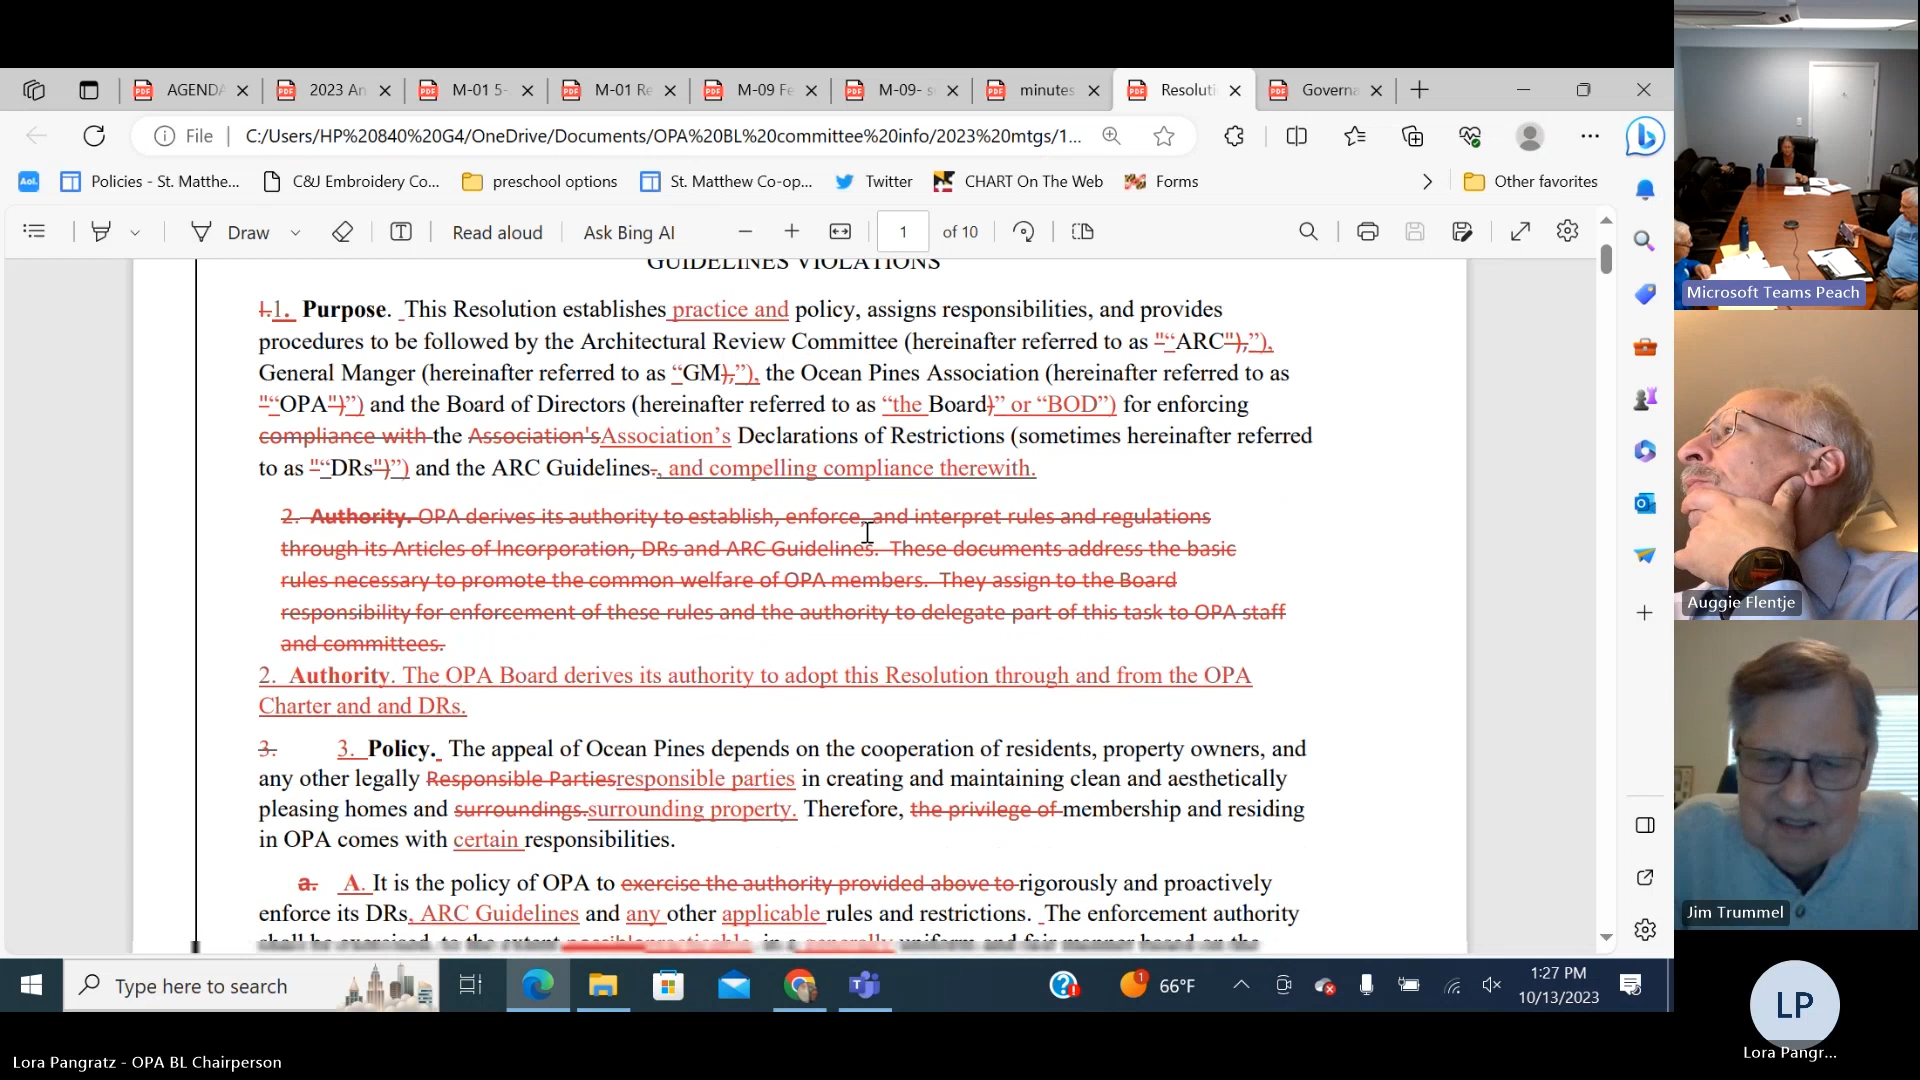 AGENDA
2023 An
M-01 5-
M-01 Re
M-09 Fe
M-09- s
minutes
Resoluti
Governa
File
C:/Users/HP%20840%20G4/OneDrive/Documents/OPA%20BL%20committee%20info/2023%20mtgs/1...
Aol.
Policies - St. Matthe...
C&J Embroidery Co...
preschool options
St. Matthew Co-op...
Twitter
CHART On The Web
Forms
Other favorites
Draw
Read aloud
Ask Bing AI
1
of 10
GUIDELINES VIOLATIONS
I.1. Purpose. This Resolution establishes practice and policy, assigns responsibilities, and provides
procedures to be followed by the Architectural Review Committee (hereinafter referred to as "“ARC"),”),
General Manger (hereinafter referred to as “GM),”), the Ocean Pines Association (hereinafter referred to as
"“OPA")”) and the Board of Directors (hereinafter referred to as “the Board)” or “BOD”) for enforcing
compliance with the Association'sAssociation’s Declarations of Restrictions (sometimes hereinafter referred
to as "“DRs")”) and the ARC Guidelines., and compelling compliance therewith.
2. Authority. OPA derives its authority to establish, enforce, and interpret rules and regulations
through its Articles of Incorporation, DRs and ARC Guidelines. These documents address the basic
rules necessary to promote the common welfare of OPA members. They assign to the Board
responsibility for enforcement of these rules and the authority to delegate part of this task to OPA staff
and committees.
2. Authority. The OPA Board derives its authority to adopt this Resolution through and from the OPA
Charter and and DRs.
3. 3. Policy. The appeal of Ocean Pines depends on the cooperation of residents, property owners, and
any other legally Responsible Partiesresponsible parties in creating and maintaining clean and aesthetically
pleasing homes and surroundings.surrounding property. Therefore, the privilege of membership and residing
in OPA comes with certain responsibilities.
a. A. It is the policy of OPA to exercise the authority provided above to rigorously and proactively
enforce its DRs, ARC Guidelines and any other applicable rules and restrictions. The enforcement authority
shall be exercised, to the extent possiblepracticable, in a generally uniform and fair manner based on the
Type here to search
1
66°F
1:27 PM
10/13/2023
Microsoft Teams Peach
Auggie Flentje
Jim Trummel
LP
Lora Pangr...
Lora Pangratz - OPA BL Chairperson